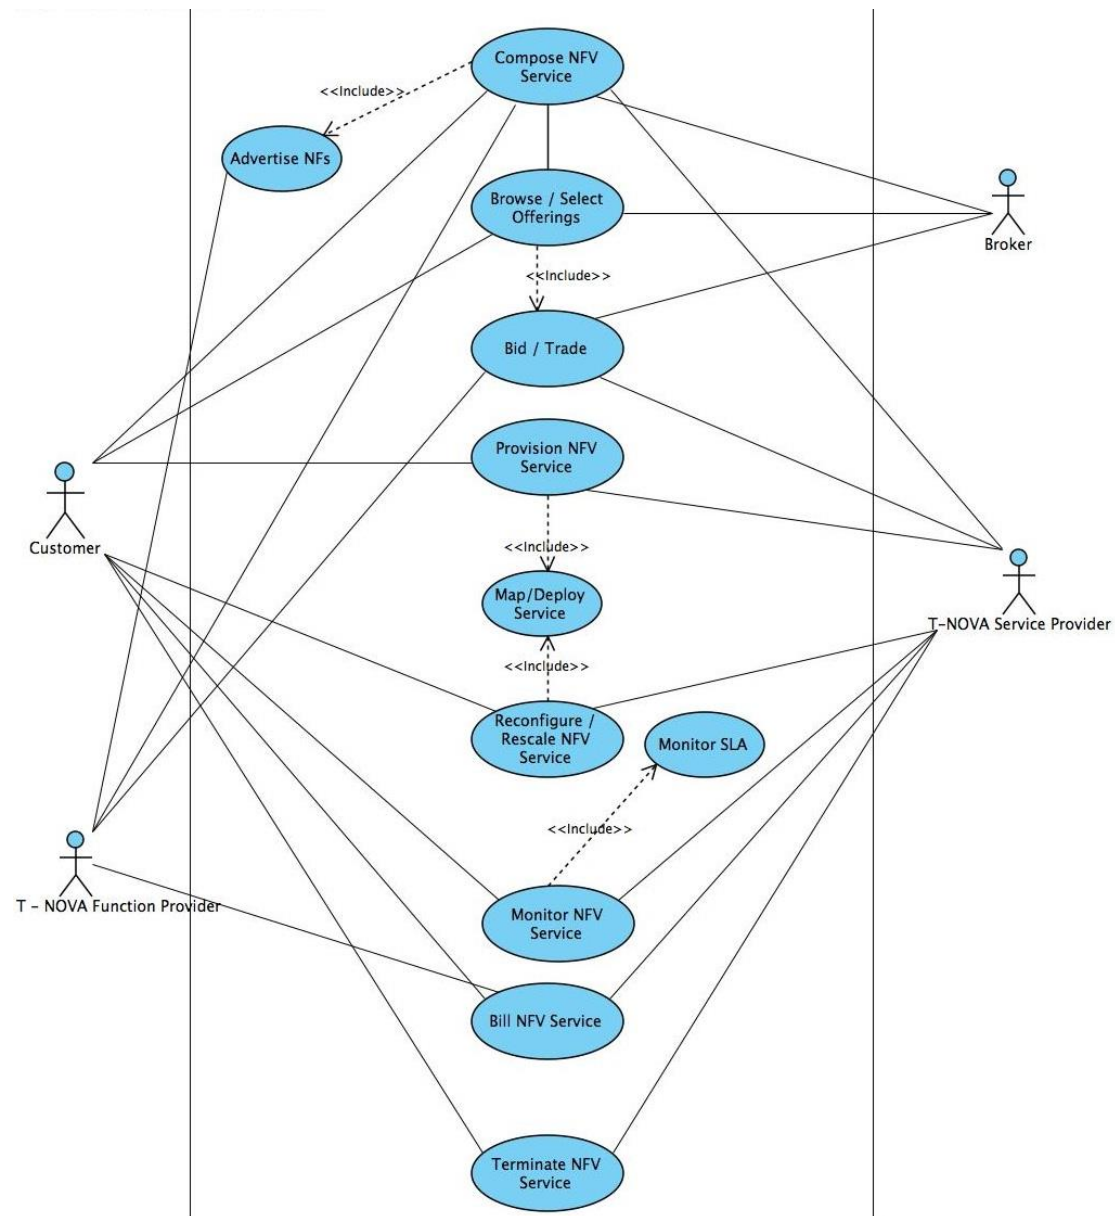 Compose NFV
Service
<<Include>>
Advertise NFs
Browse / Select
Offerings
Broker
<<Include>>
Bid / Trade
Provision NFV
Service
Customer
<<Include>>
Map/Deploy
Service
T-NOVA Service Provider
<<Include>>
Reconfigure /
Rescale NFV
Service
Monitor SLA
<<Include>>
T - NOVA Function Provider
Monitor NFV
Service
Bill NFV Service
Terminate NFV
Service